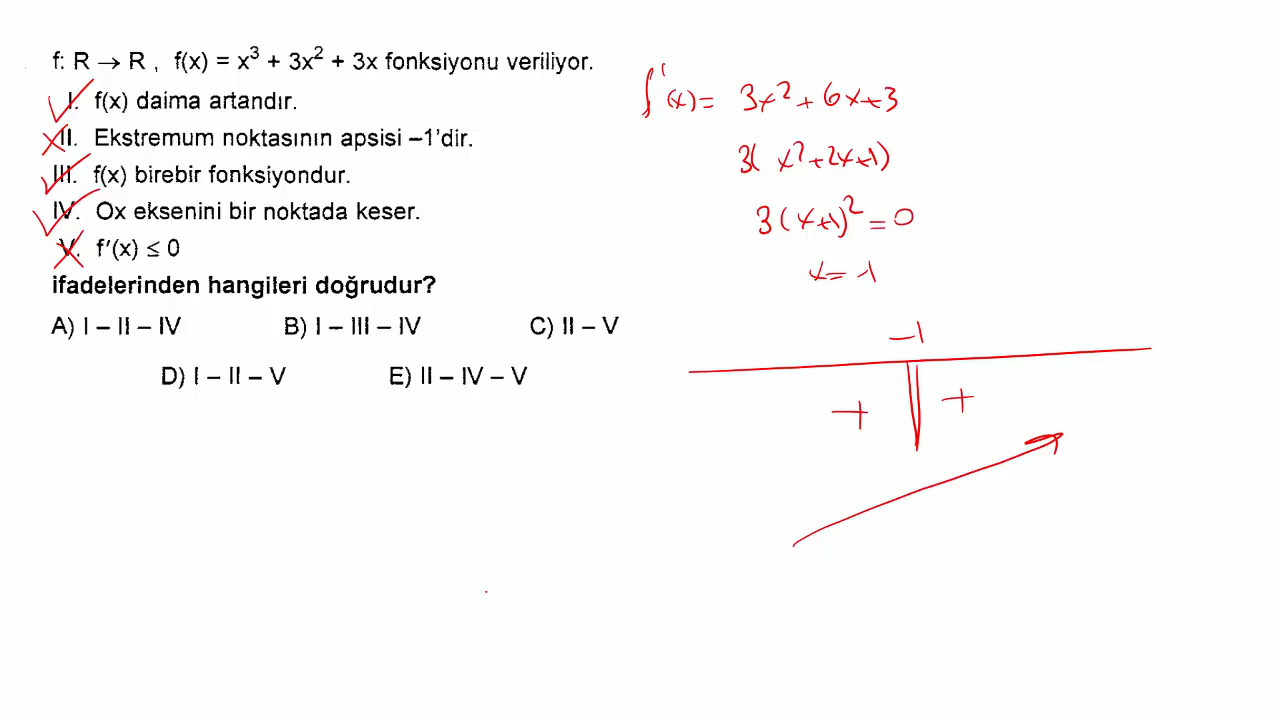 f: R → R , f(x) = x³ + 3x² + 3x fonksiyonu veriliyor.
I. f(x) daima artandır.
II. Ekstremum noktasının apsisi –1'dir.
III. f(x) birebir fonksiyondur.
IV. Ox eksenini bir noktada keser.
V. f'(x) ≤ 0
ifadelerinden hangileri doğrudur?
A) I – II – IV B) I – III – IV C) II – V
D) I – II – V E) II – IV – V
f'(x) = 3x² + 6x + 3
3( x² + 2x + 1)
3(x+1)² = 0
x = -1
–1
+ +